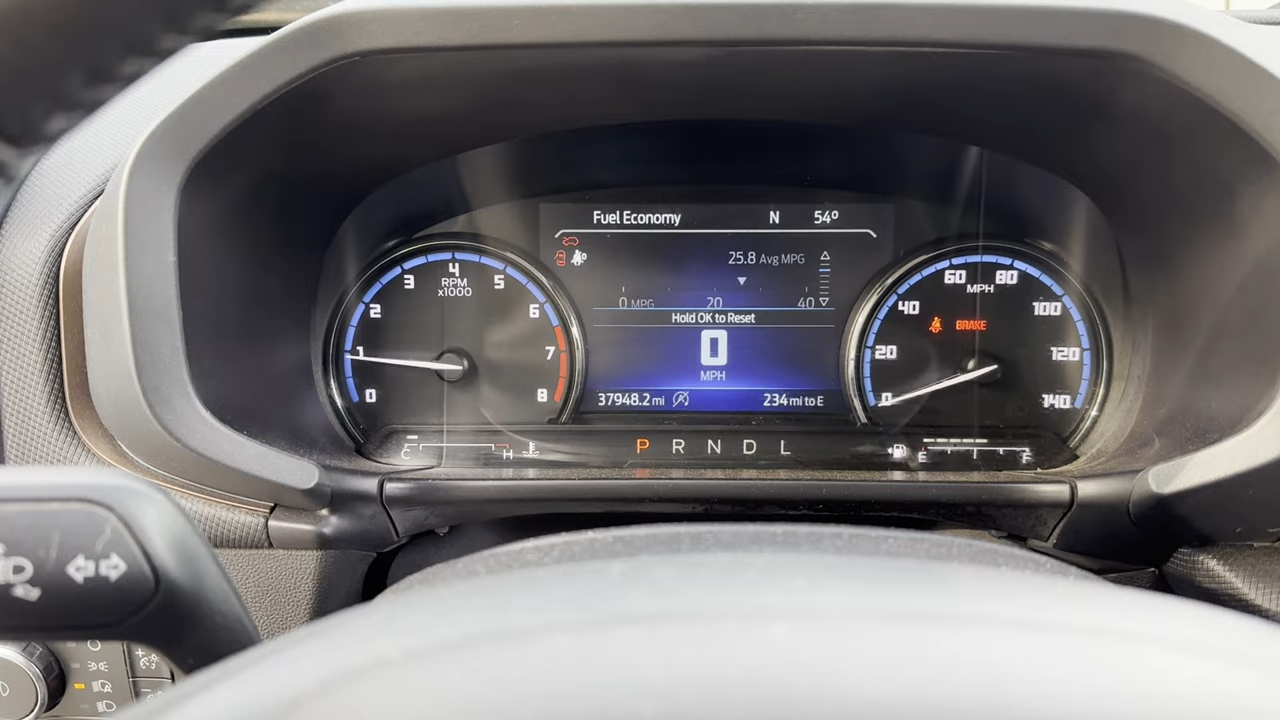 Fuel Economy N 54º
25.8 Avg MPG
0 MPG 20 40
Hold OK to Reset
0
MPH
37948.2 mi 234 mi to E
0 1 2 3 4 5 6 7 8
RPM
x1000
0 20 40 60 80 100 120 140
MPH
BRAKE
C H
P R N D L
E F